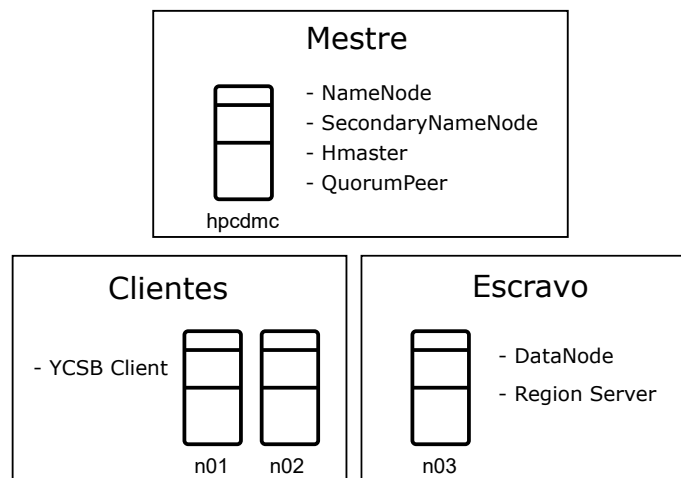 Mestre
- NameNode
- SecondaryNameNode
- Hmaster
- QuorumPeer
hpcdmc
Clientes
- YCSB Client
n01
n02
Escravo
- DataNode
- Region Server
n03